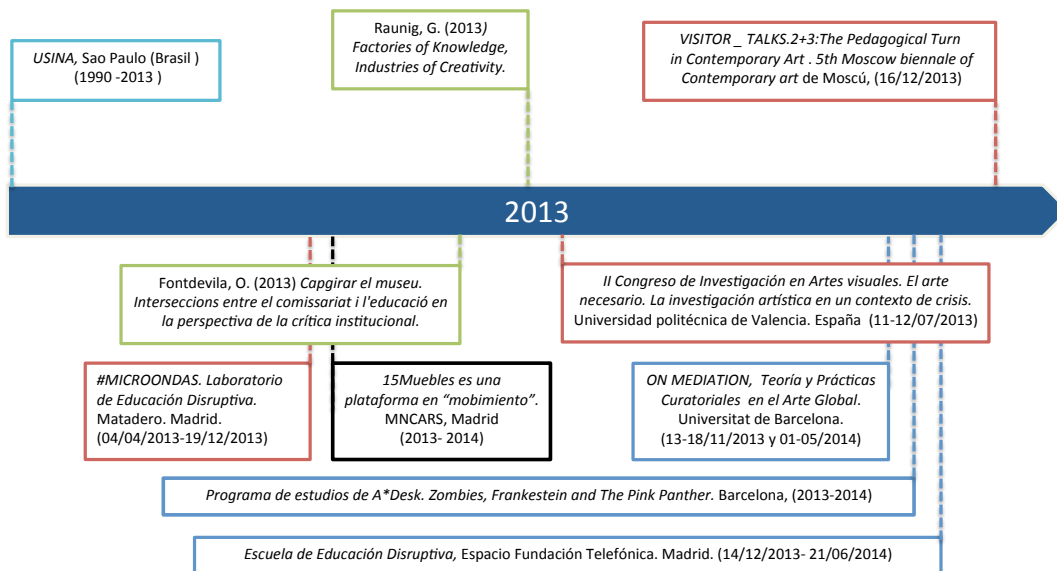 USINA, Sao Paulo (Brasil )
(1990 -2013 )
Raunig, G. (2013)
Factories of Knowledge,
Industries of Creativity.
VISITOR _ TALKS.2+3:The Pedagogical Turn
in Contemporary Art . 5th Moscow biennale of
Contemporary art de Moscú, (16/12/2013)
2013
Fontdevila, O. (2013) Capgirar el museu.
Interseccions entre el comissariat i l'educació en
la perspectiva de la crítica institucional.
II Congreso de Investigación en Artes visuales. El arte
necesario. La investigación artística en un contexto de crisis.
Universidad politécnica de Valencia. España (11-12/07/2013)
#MICROONDAS. Laboratorio
de Educación Disruptiva.
Matadero. Madrid.
(04/04/2013-19/12/2013)
15Muebles es una
plataforma en “mobimiento”.
MNCARS, Madrid
(2013- 2014)
ON MEDIATION, Teoría y Prácticas
Curatoriales en el Arte Global.
Universitat de Barcelona.
(13-18/11/2013 y 01-05/2014)
Programa de estudios de A*Desk. Zombies, Frankestein and The Pink Panther. Barcelona, (2013-2014)
Escuela de Educación Disruptiva, Espacio Fundación Telefónica. Madrid. (14/12/2013- 21/06/2014)